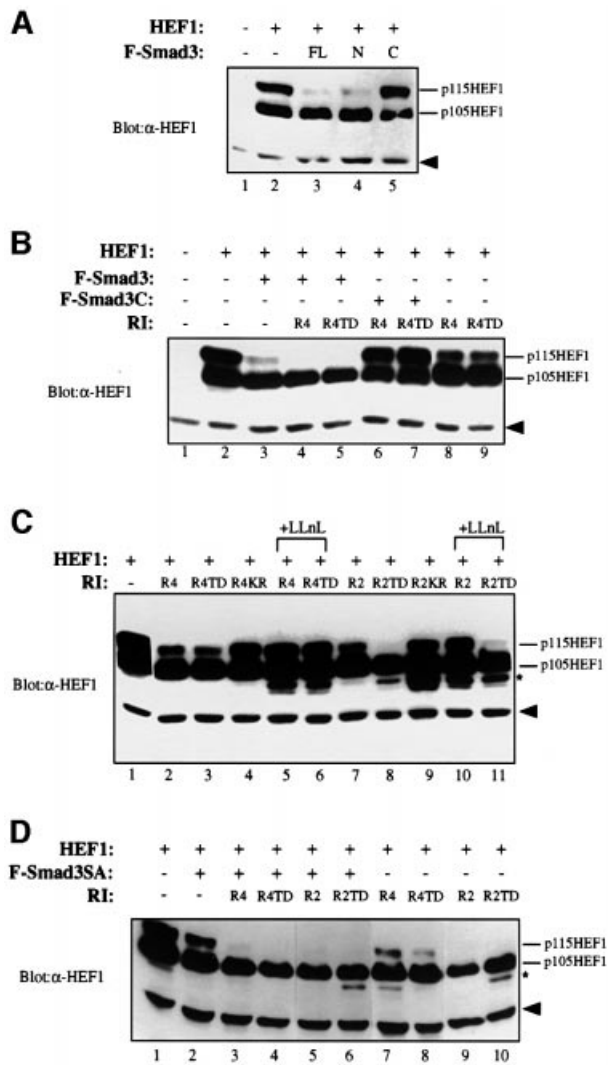 A
HEF1: - + + + +
F-Smad3: - - FL N C
p115HEF1
p105HEF1
Blot:α-HEF1
1 2 3 4 5
B
HEF1: - + + + + + + + +
F-Smad3: - - + + + - - - -
F-Smad3C: - - - - - + + - -
RI: - - - R4 R4TD R4 R4TD R4 R4TD
p115HEF1
p105HEF1
Blot:α-HEF1
1 2 3 4 5 6 7 8 9
C
+LLnL +LLnL
HEF1: + + + + + + + + + + +
RI: - R4 R4TD R4KR R4 R4TD R2 R2TD R2KR R2 R2TD
p115HEF1
p105HEF1
*
Blot:α-HEF1
1 2 3 4 5 6 7 8 9 10 11
D
HEF1: + + + + + + + + + +
F-Smad3SA: - + + + + + - - - -
RI: - - R4 R4TD R2 R2TD R4 R4TD R2 R2TD
p115HEF1
p105HEF1
*
Blot:α-HEF1
1 2 3 4 5 6 7 8 9 10